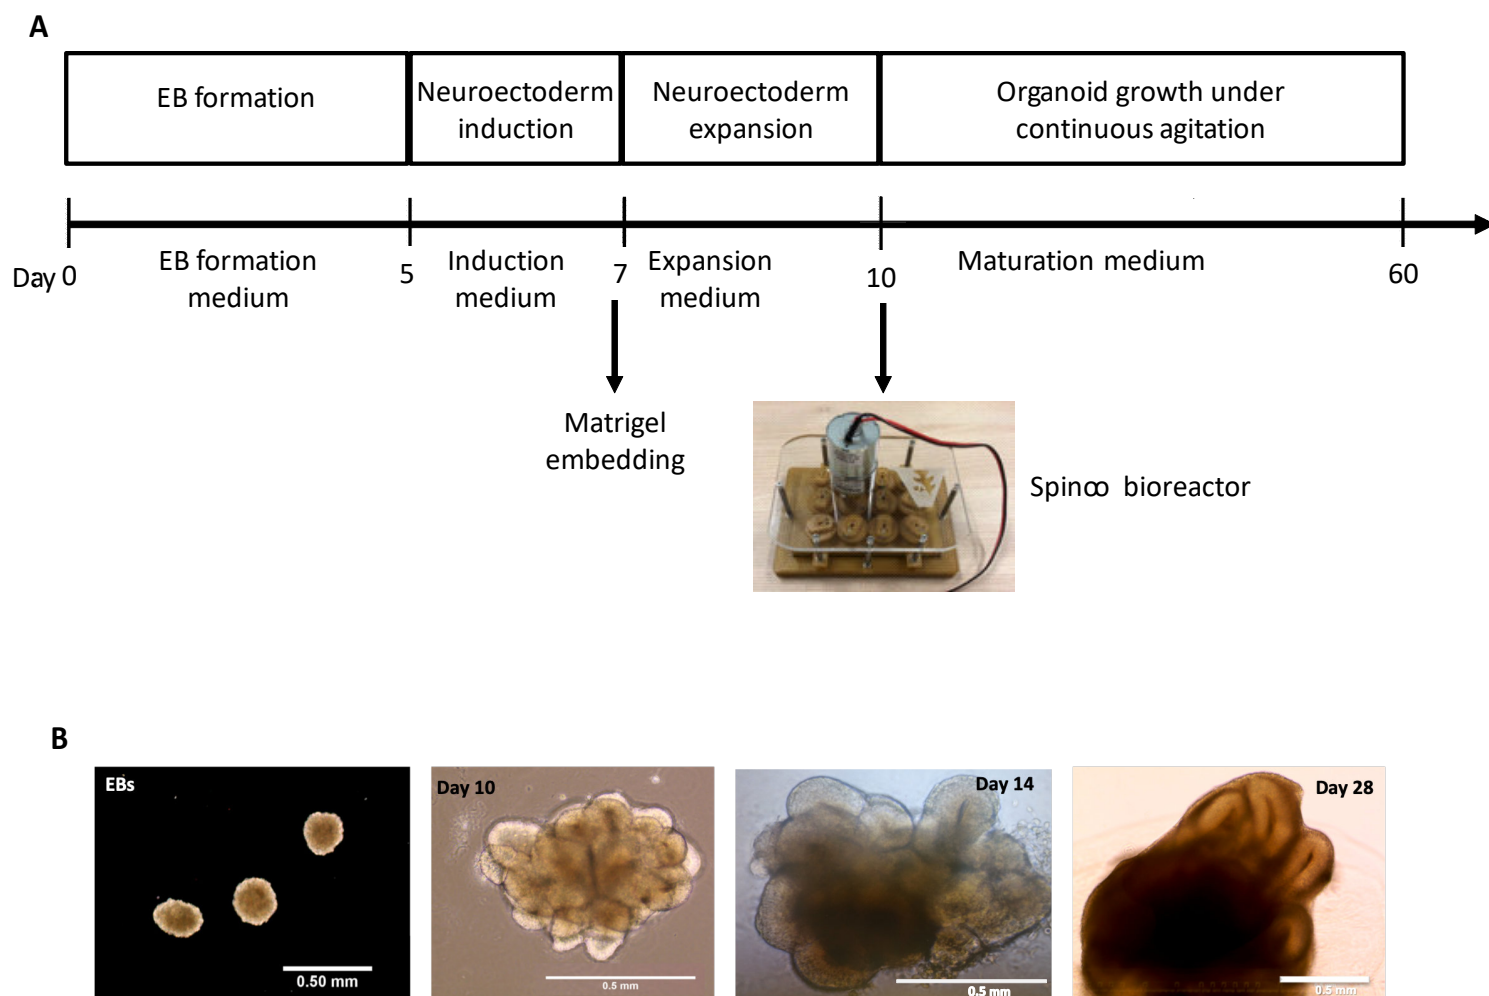 A
EB formation
Neuroectoderm
induction
Neuroectoderm
expansion
Organoid growth under
continuous agitation
Day 0
EB formation
medium
5
Induction
medium
7
Expansion
medium
10
Maturation medium
60
Matrigel
embedding
Spin∞ bioreactor
B
EBs
0.50 mm
Day 10
0.5 mm
Day 14
0.5 mm
Day 28
0.5 mm